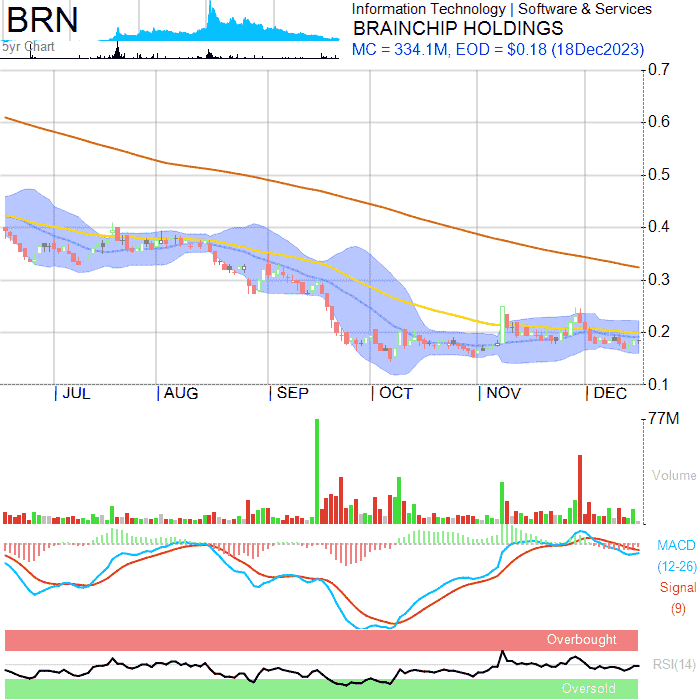 BRN
5yr Chart
Information Technology | Software & Services
BRAINCHIP HOLDINGS
MC = 334.1M, EOD = $0.18 (18Dec2023)
0.7
0.6
0.5
0.4
0.3
0.2
0.1
JUL AUG SEP OCT NOV DEC
77M
Volume
MACD
(12-26)
Signal
(9)
Overbought
RSI(14)
Oversold